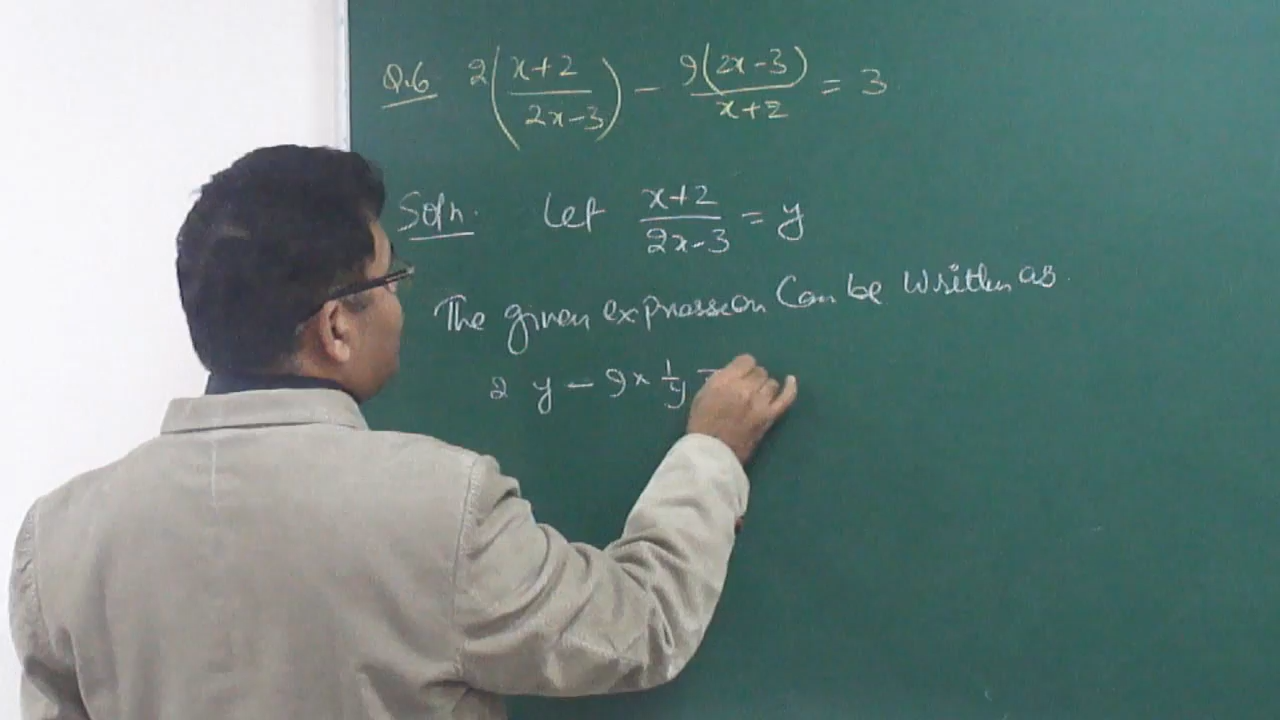 Q.6 2((x+2)/(2x-3)) - 9(2x-3)/(x+2) = 3
Soln. Let (x+2)/(2x-3) = y
The given expression Can be written as.
2 y - 9 × 1/y =